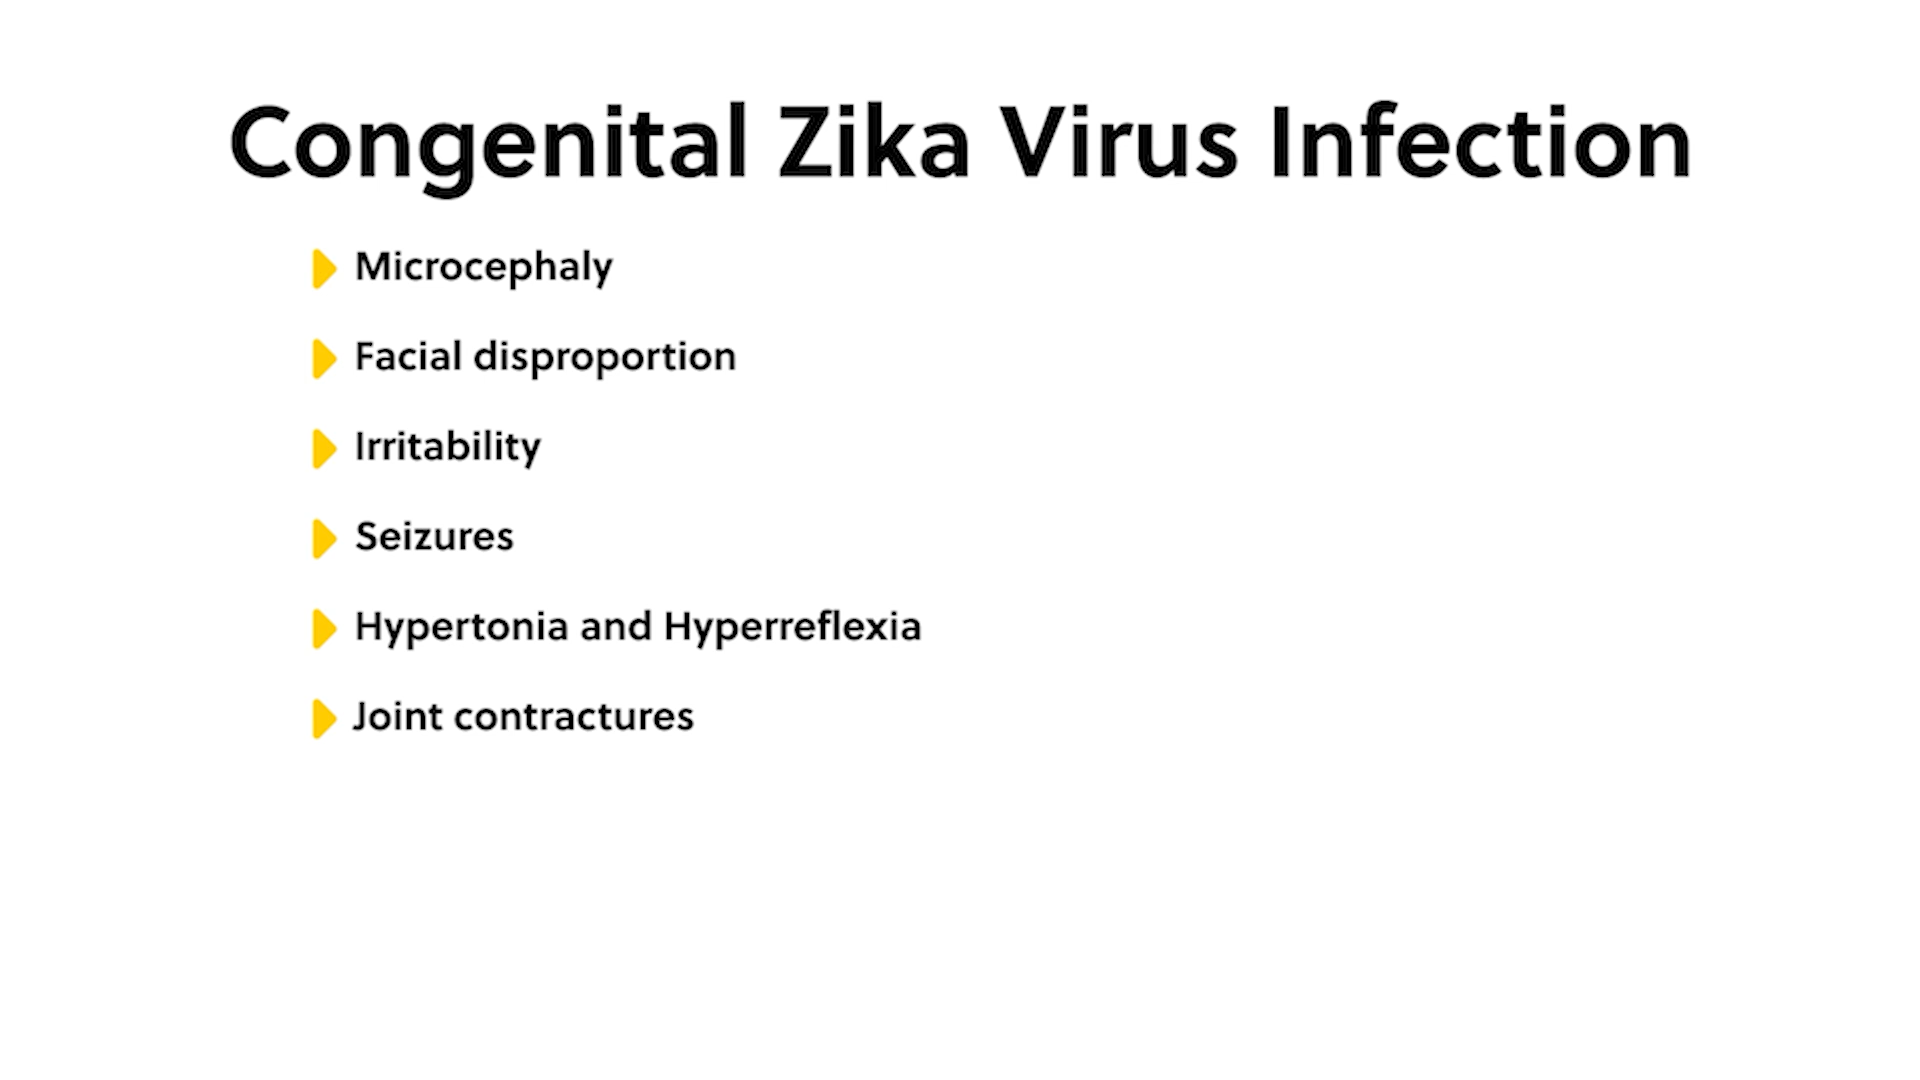 Congenital Zika Virus Infection
Microcephaly
Facial disproportion
Irritability
Seizures
Hypertonia and Hyperreflexia
Joint contractures